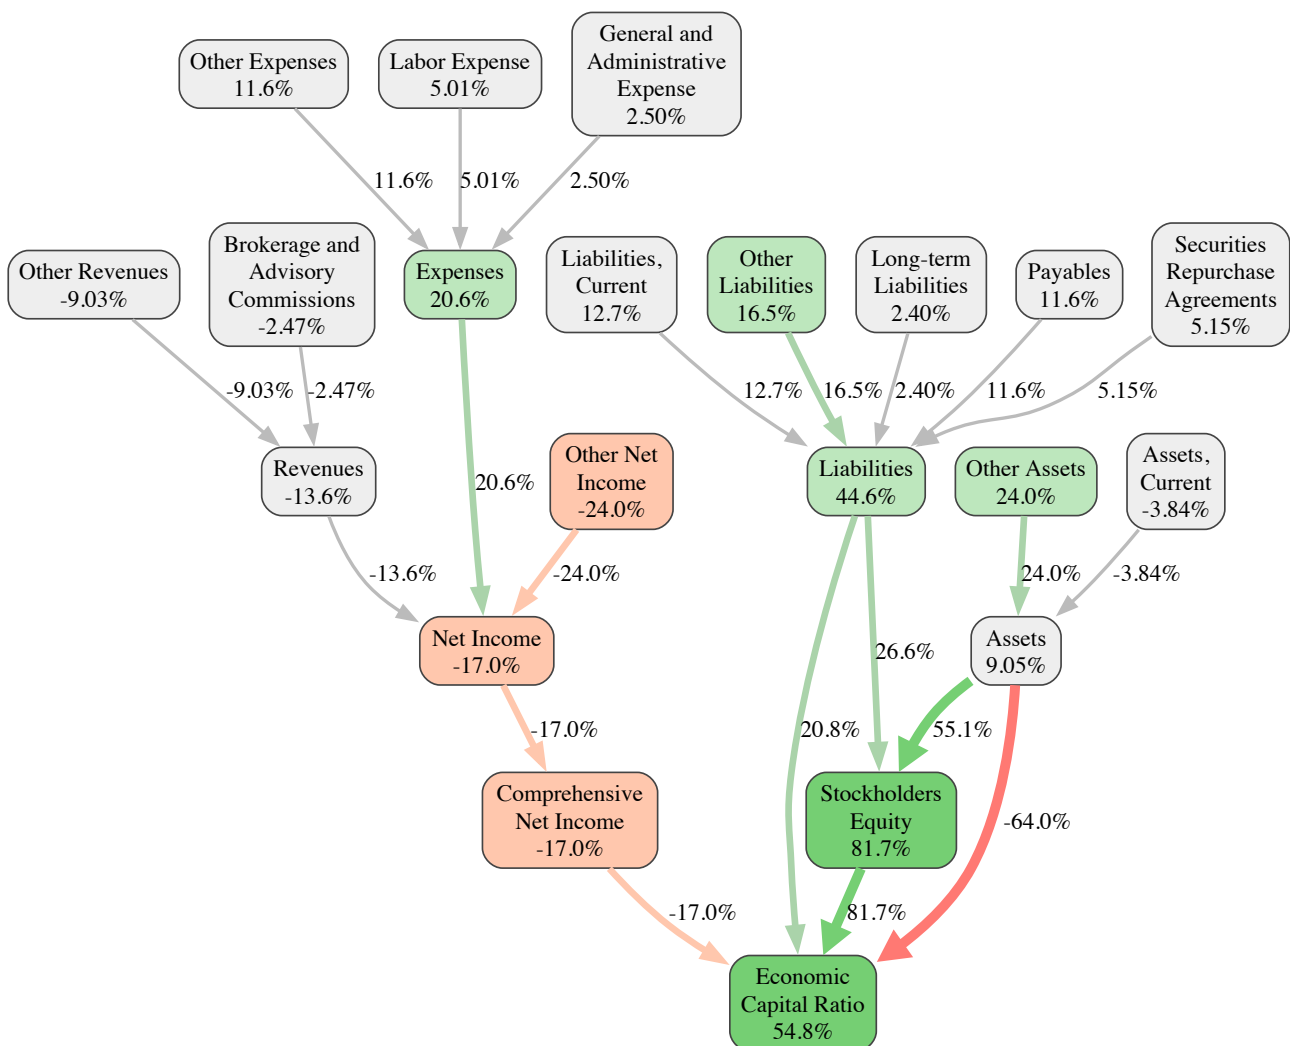 General and
Administrative
Expense
2.50%
Other Expenses
11.6%
Labor Expense
5.01%
11.6%
5.01%
2.50%
Other Revenues
-9.03%
Brokerage and
Advisory
Commissions
-2.47%
Expenses
20.6%
Liabilities,
Current
12.7%
Other
Liabilities
16.5%
Long-term
Liabilities
2.40%
Payables
11.6%
Securities
Repurchase
Agreements
5.15%
-9.03%
-2.47%
12.7%
16.5%
2.40%
11.6%
5.15%
Revenues
-13.6%
20.6%
Other Net
Income
-24.0%
Liabilities
44.6%
Other Assets
24.0%
Assets,
Current
-3.84%
-13.6%
-24.0%
24.0%
-3.84%
Net Income
-17.0%
26.6%
Assets
9.05%
-17.0%
20.8%
55.1%
Comprehensive
Net Income
-17.0%
Stockholders
Equity
81.7%
-64.0%
-17.0%
81.7%
Economic
Capital Ratio
54.8%